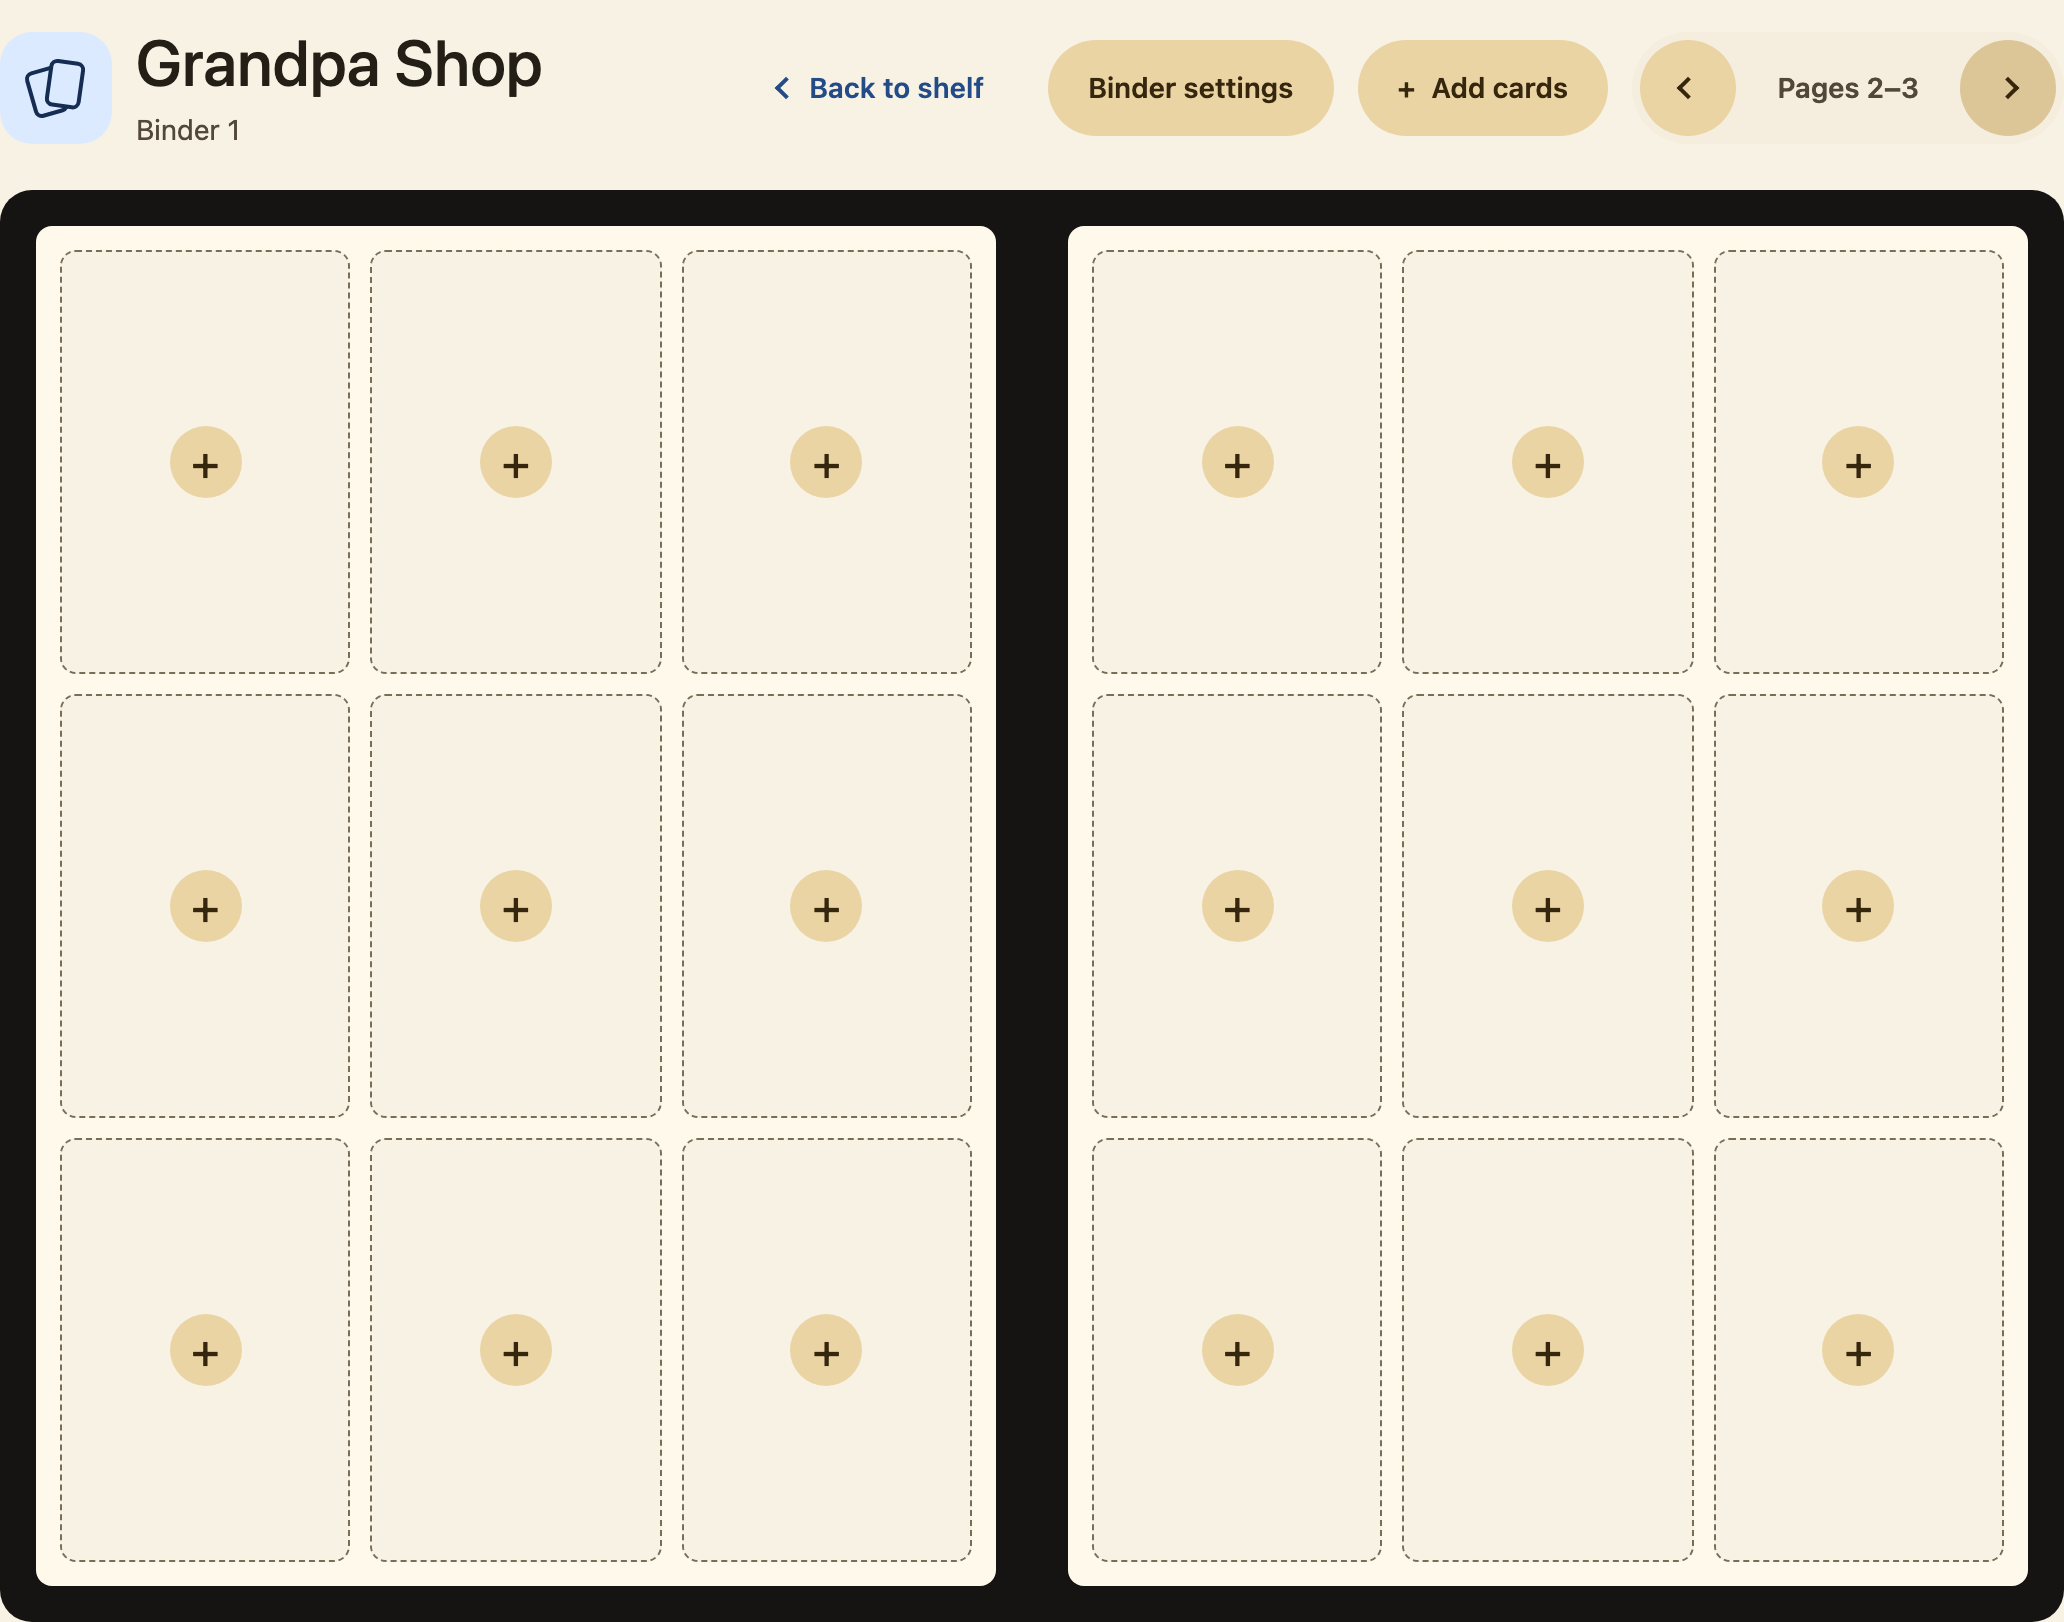 Grandpa Shop
Binder 1
Back to shelf
Binder settings
+ Add cards
Pages 2–3
+ + + + + +
+ + + + + +
+ + + + + +